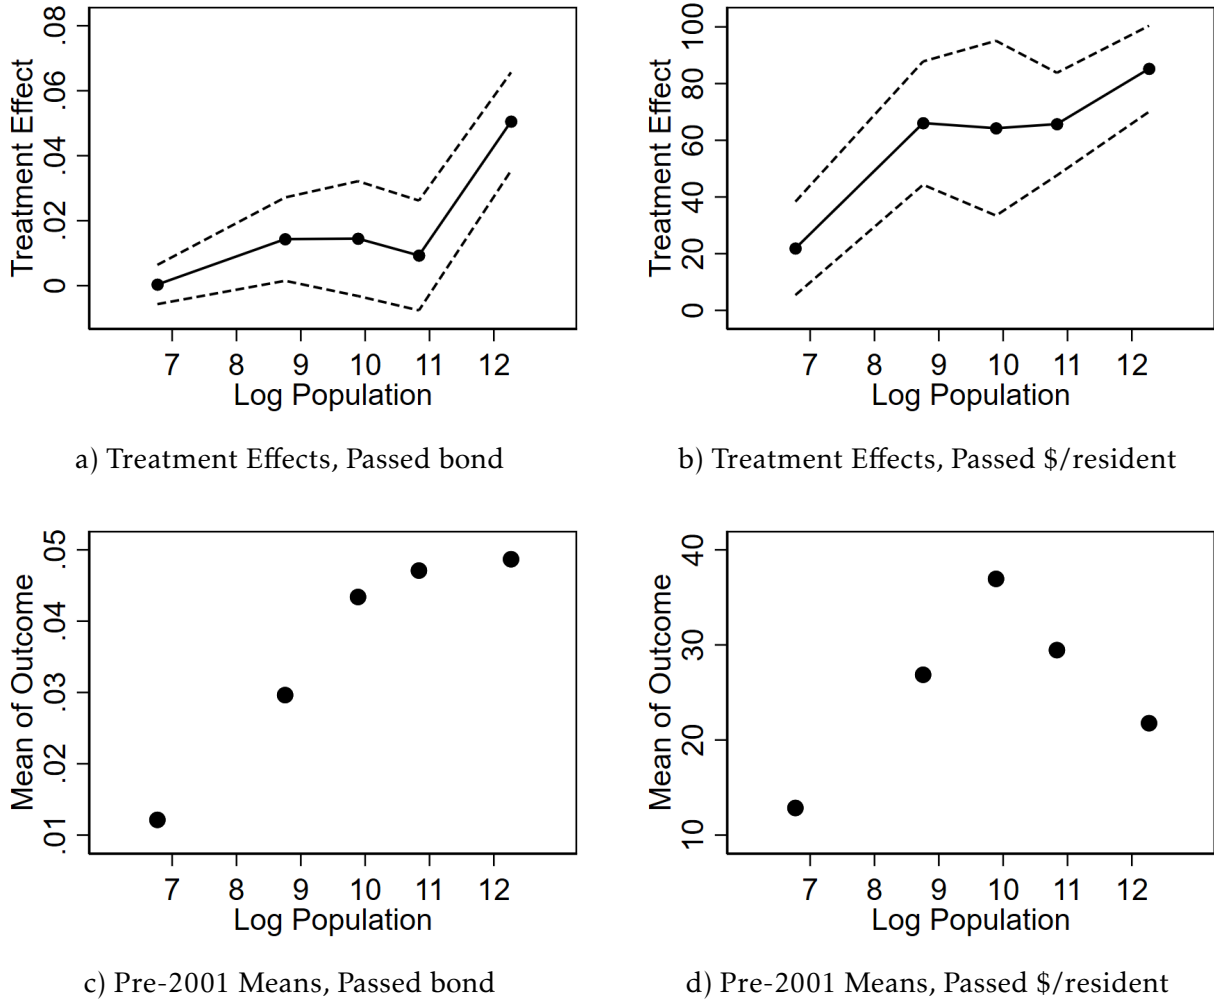 Treatment Effect
0 .02 .04 .06 .08
7 8 9 10 11 12
Log Population
a) Treatment Effects, Passed bond
Treatment Effect
0 20 40 60 80 100
7 8 9 10 11 12
Log Population
b) Treatment Effects, Passed $/resident
Mean of Outcome
.01 .02 .03 .04 .05
7 8 9 10 11 12
Log Population
c) Pre-2001 Means, Passed bond
Mean of Outcome
10 20 30 40
7 8 9 10 11 12
Log Population
d) Pre-2001 Means, Passed $/resident